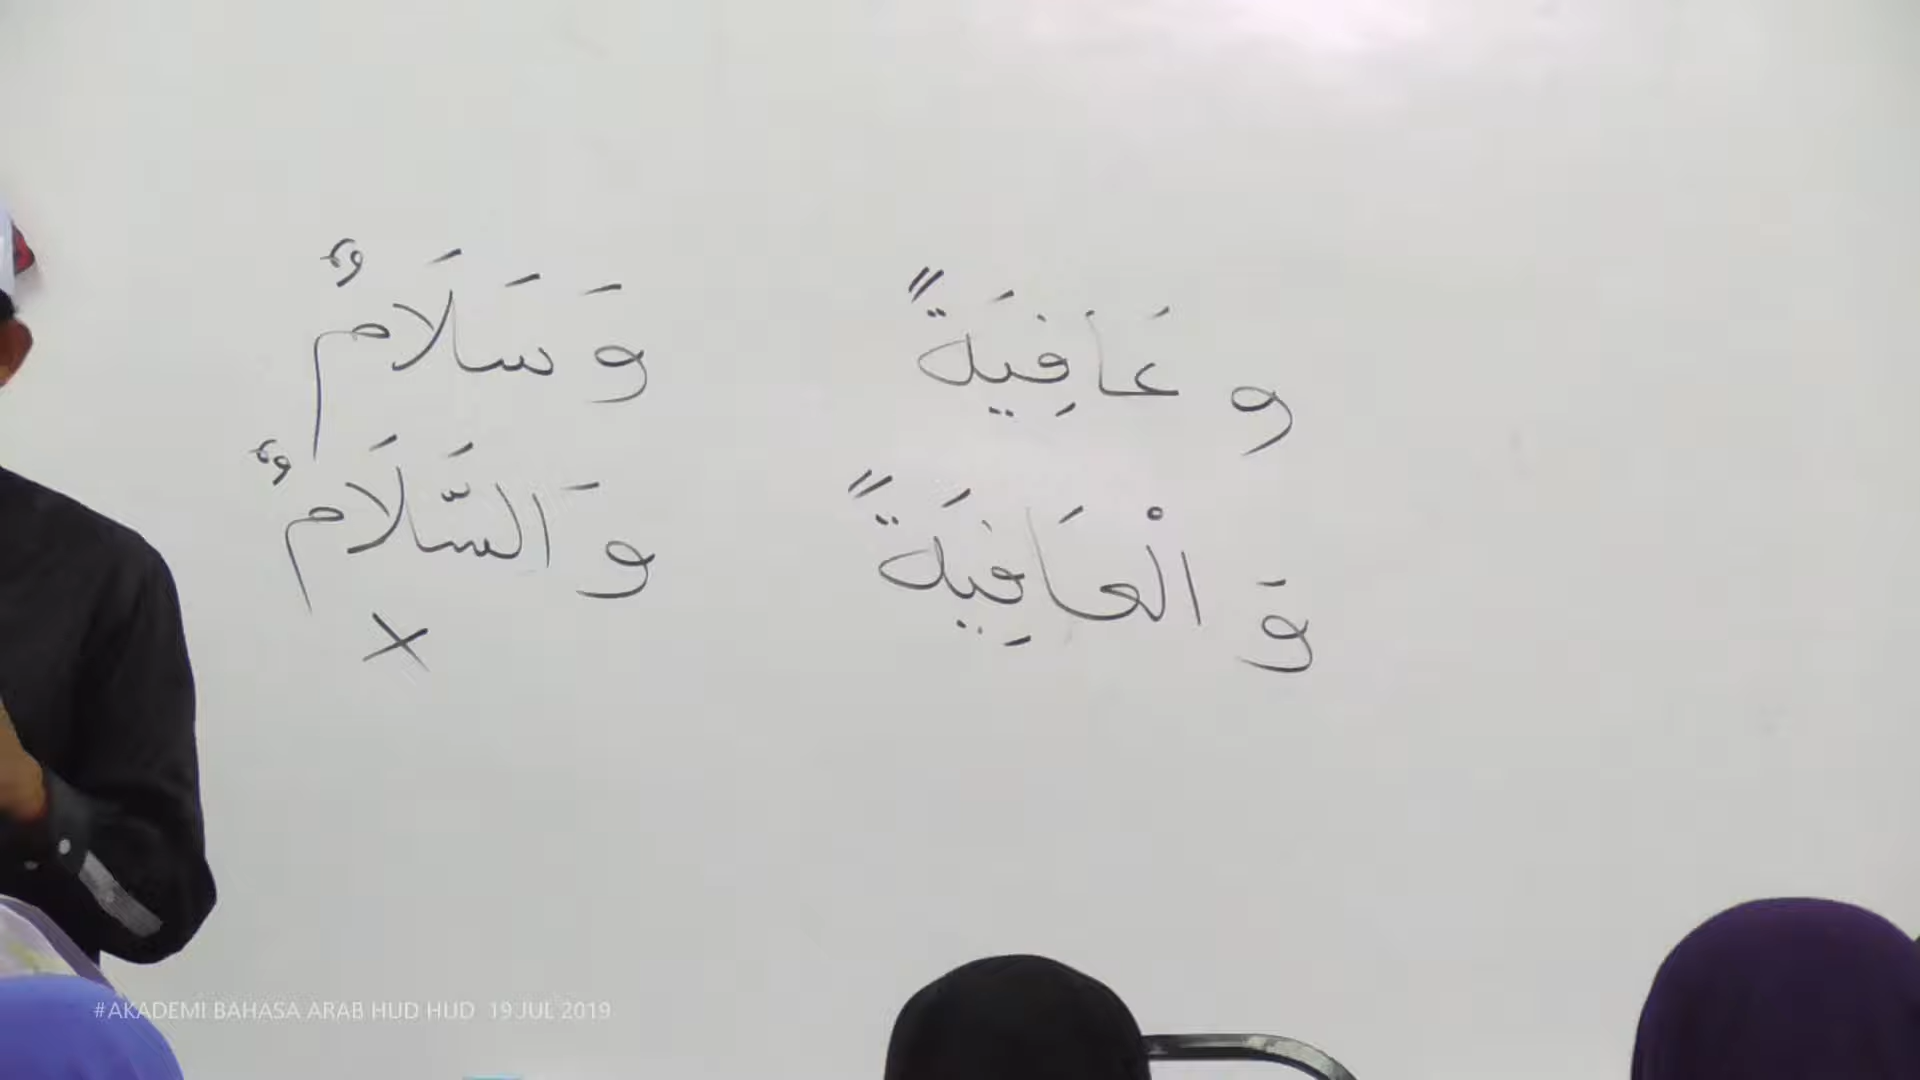 و عَافِيَةً وَ سَلَامٌ
وَ الْعَافِيَةً وَ السَّلَامٌ
×
#AKADEMI BAHASA ARAB HUD HUD 19 JUL 2019